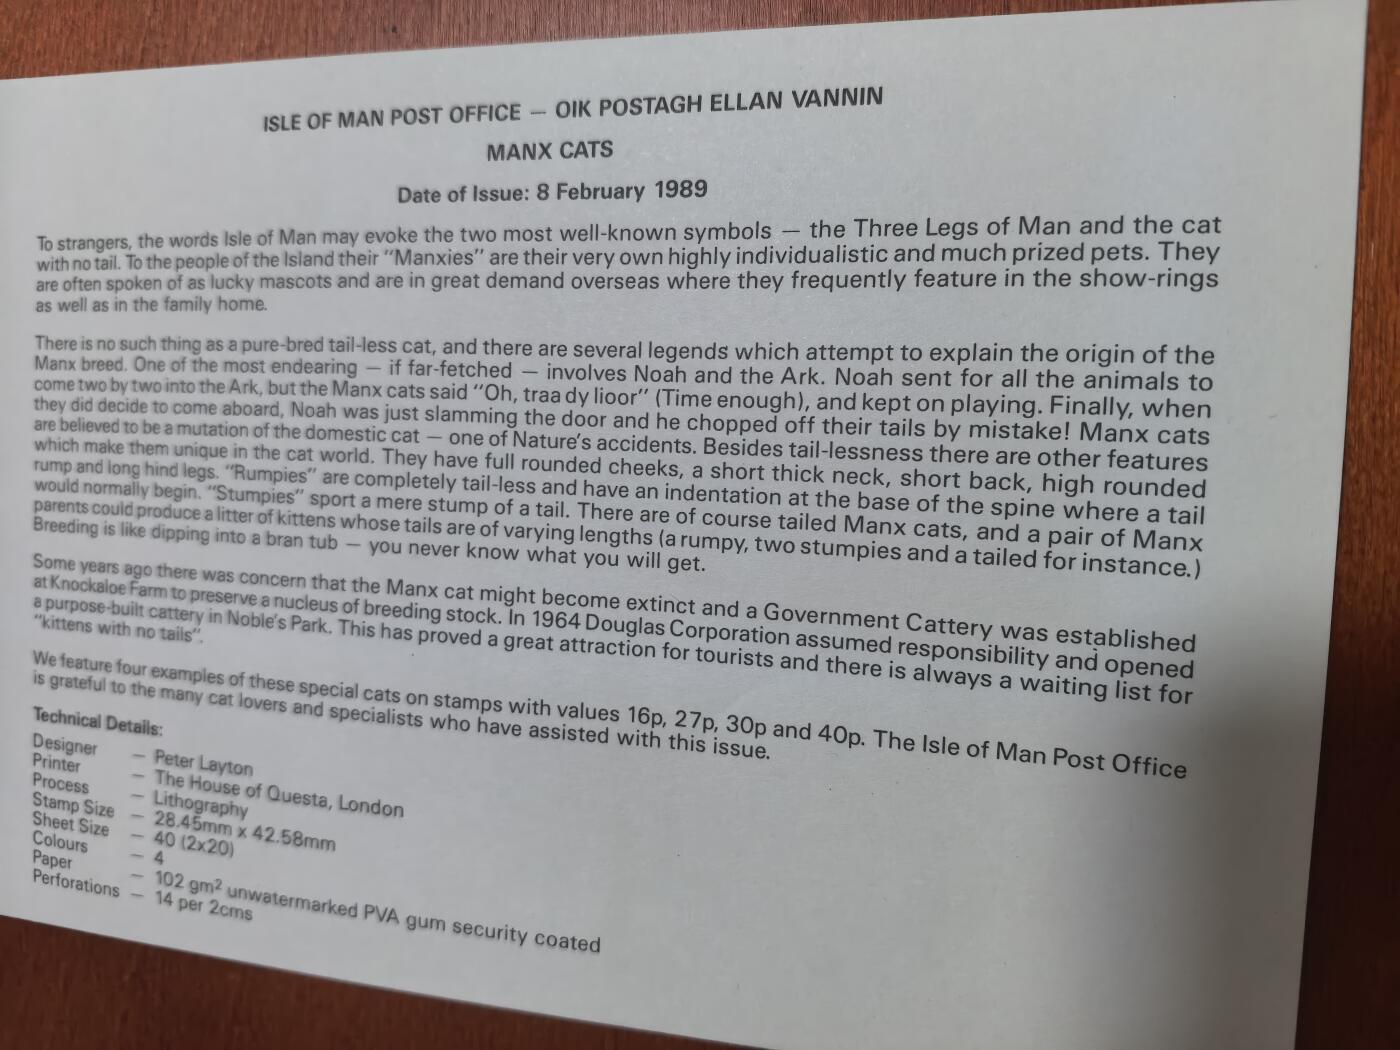 ISLE OF MAN POST OFFICE — OIK POSTAGH ELLAN VANNIN
MANX CATS
Date of Issue: 8 February 1989
To strangers, the words Isle of Man may evoke the two most well-known symbols — the Three Legs of Man and the cat
with no tail. To the people of the Island their "Manxies" are their very own highly individualistic and much prized pets. They
are often spoken of as lucky mascots and are in great demand overseas where they frequently feature in the show-rings
as well as in the family home.
There is no such thing as a pure-bred tail-less cat, and there are several legends which attempt to explain the origin of the
Manx breed. One of the most endearing — if far-fetched — involves Noah and the Ark. Noah sent for all the animals to
come two by two into the Ark, but the Manx cats said "Oh, traa dy lioor" (Time enough), and kept on playing. Finally, when
they did decide to come aboard, Noah was just slamming the door and he chopped off their tails by mistake! Manx cats
are believed to be a mutation of the domestic cat — one of Nature's accidents. Besides tail-lessness there are other features
which make them unique in the cat world. They have full rounded cheeks, a short thick neck, short back, high rounded
rump and long hind legs. "Rumpies" are completely tail-less and have an indentation at the base of the spine where a tail
would normally begin. "Stumpies" sport a mere stump of a tail. There are of course tailed Manx cats, and a pair of Manx
parents could produce a litter of kittens whose tails are of varying lengths (a rumpy, two stumpies and a tailed for instance.)
Breeding is like dipping into a bran tub — you never know what you will get.
Some years ago there was concern that the Manx cat might become extinct and a Government Cattery was established
at Knockaloe Farm to preserve a nucleus of breeding stock. In 1964 Douglas Corporation assumed responsibility and opened
a purpose-built cattery in Noble's Park. This has proved a great attraction for tourists and there is always a waiting list for
"kittens with no tails".
We feature four examples of these special cats on stamps with values 16p, 27p, 30p and 40p. The Isle of Man Post Office
is grateful to the many cat lovers and specialists who have assisted with this issue.
Technical Details:
Designer — Peter Layton
Printer — The House of Questa, London
Process — Lithography
Stamp Size — 28.45mm x 42.58mm
Sheet Size — 40 (2x20)
Colours — 4
Paper — 102 gm² unwatermarked PVA gum security coated
Perforations — 14 per 2cms